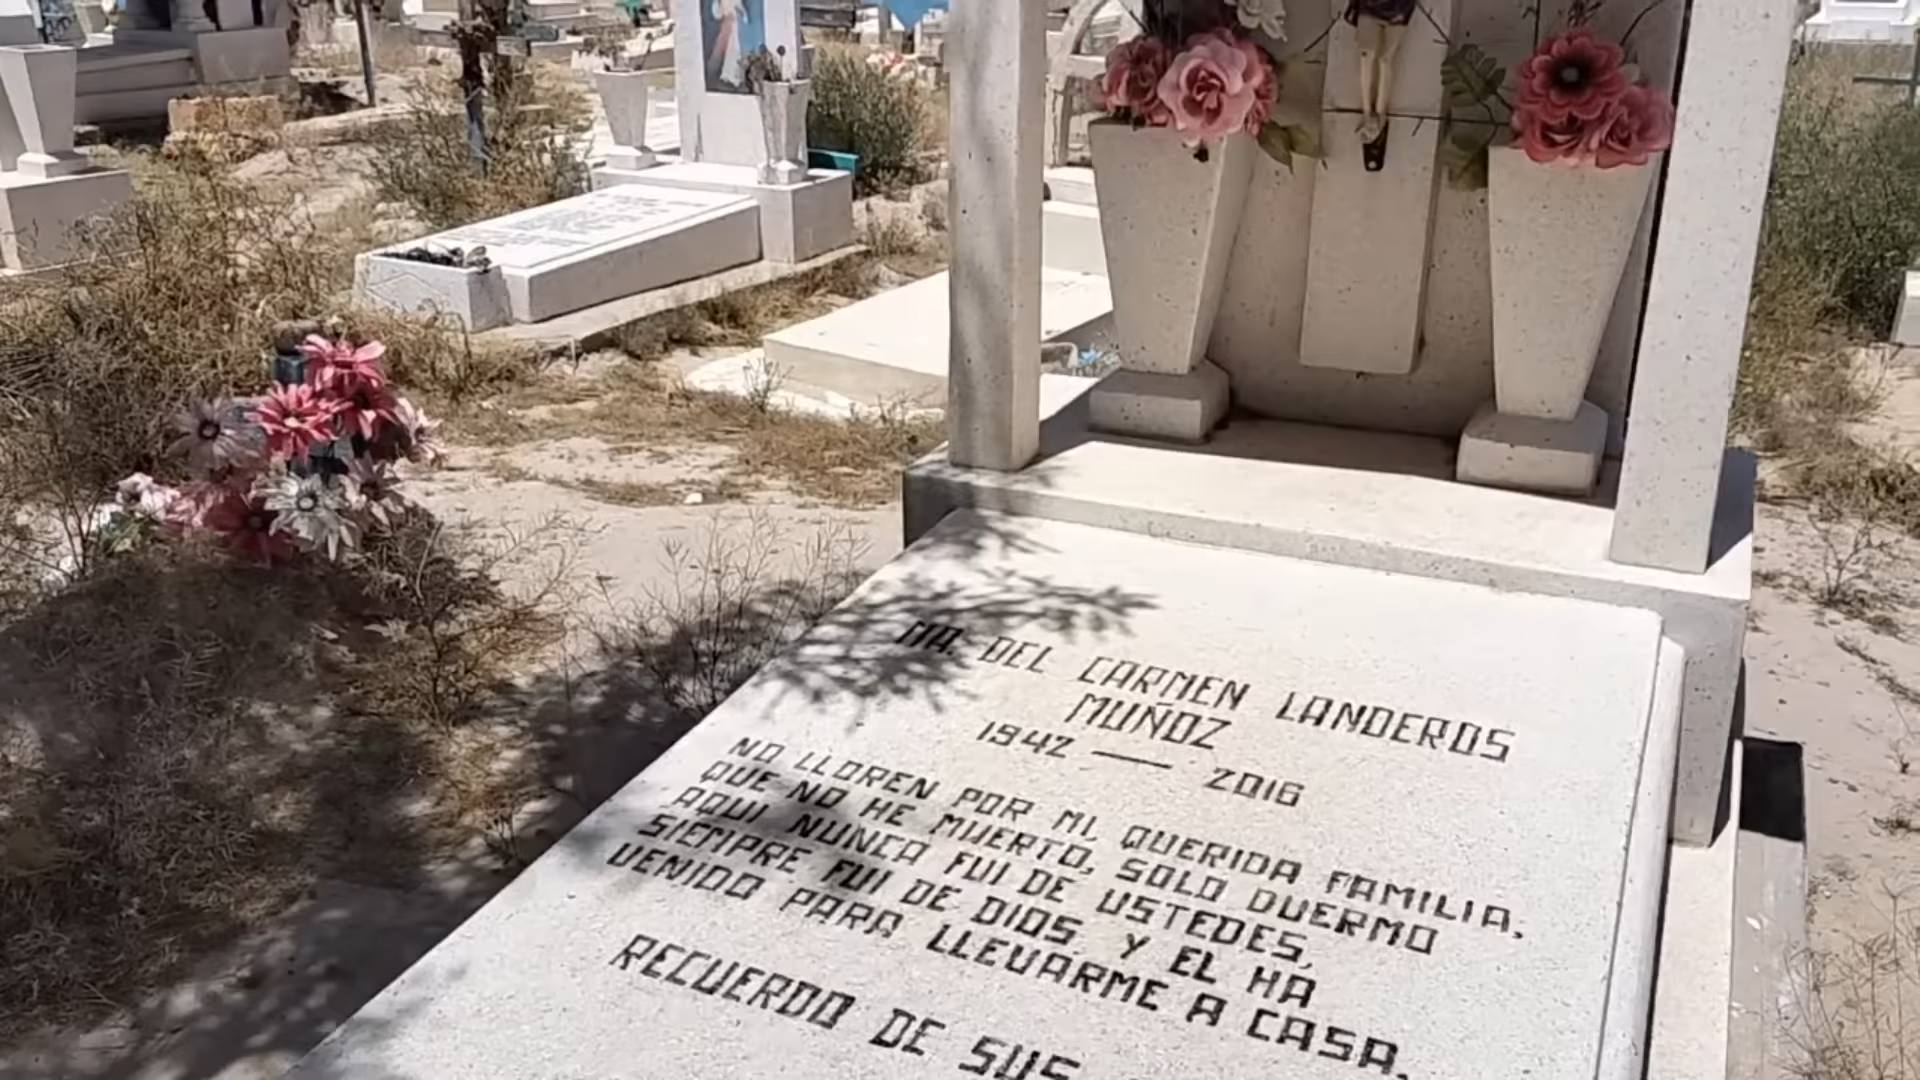 MA. DEL CARMEN LANDEROS
MUÑOZ
1942 — 2016
NO LLOREN POR MI, QUERIDA FAMILIA,
QUE NO HE MUERTO, SOLO DUERMO
AQUI NUNCA FUI DE USTEDES,
SIEMPRE FUI DE DIOS Y EL HA
VENIDO PARA LLEVARME A CASA.
RECUERDO DE SUS